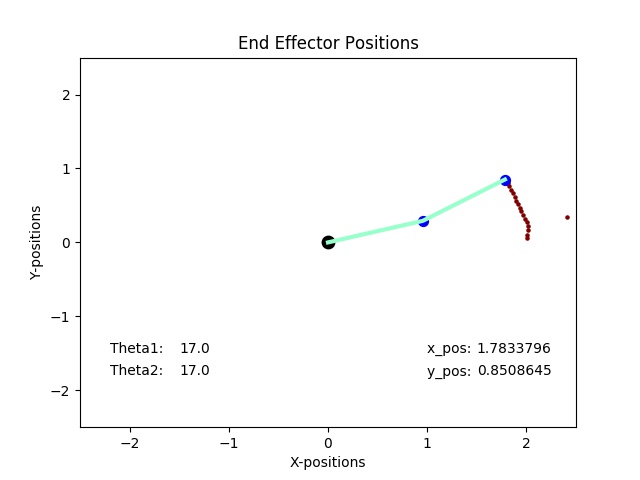 End Effector Positions
2
1
0
−1
−2
Y-positions
Theta1: 17.0 x_pos: 1.7833796
Theta2: 17.0 y_pos: 0.8508645
−2 −1 0 1 2
X-positions